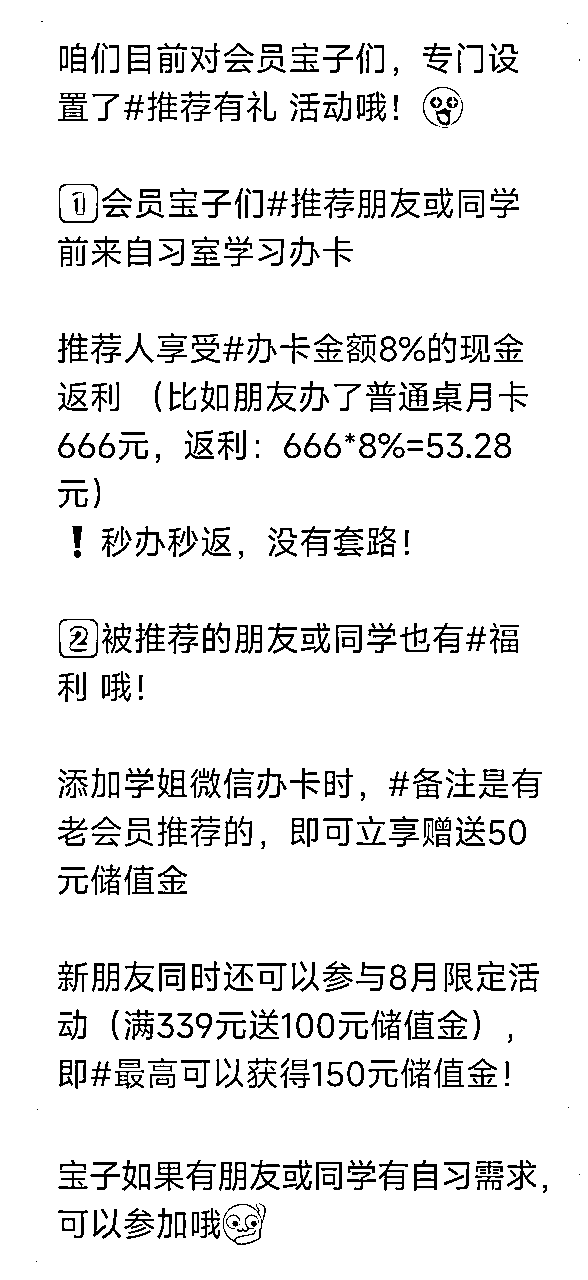 咱们目前对会员宝子们，专门设
置了#推荐有礼 活动哦！🤩
1️⃣会员宝子们#推荐朋友或同学
前来自习室学习办卡
推荐人享受#办卡金额8%的现金
返利 （比如朋友办了普通桌月卡
666元，返利：666*8%=53.28
元）
❗秒办秒返，没有套路！
2️⃣被推荐的朋友或同学也有#福
利 哦！
添加学姐微信办卡时，#备注是有
老会员推荐的，即可立享赠送50
元储值金
新朋友同时还可以参与8月限定活
动（满339元送100元储值金），
即#最高可以获得150元储值金！
宝子如果有朋友或同学有自习需求，
可以参加哦